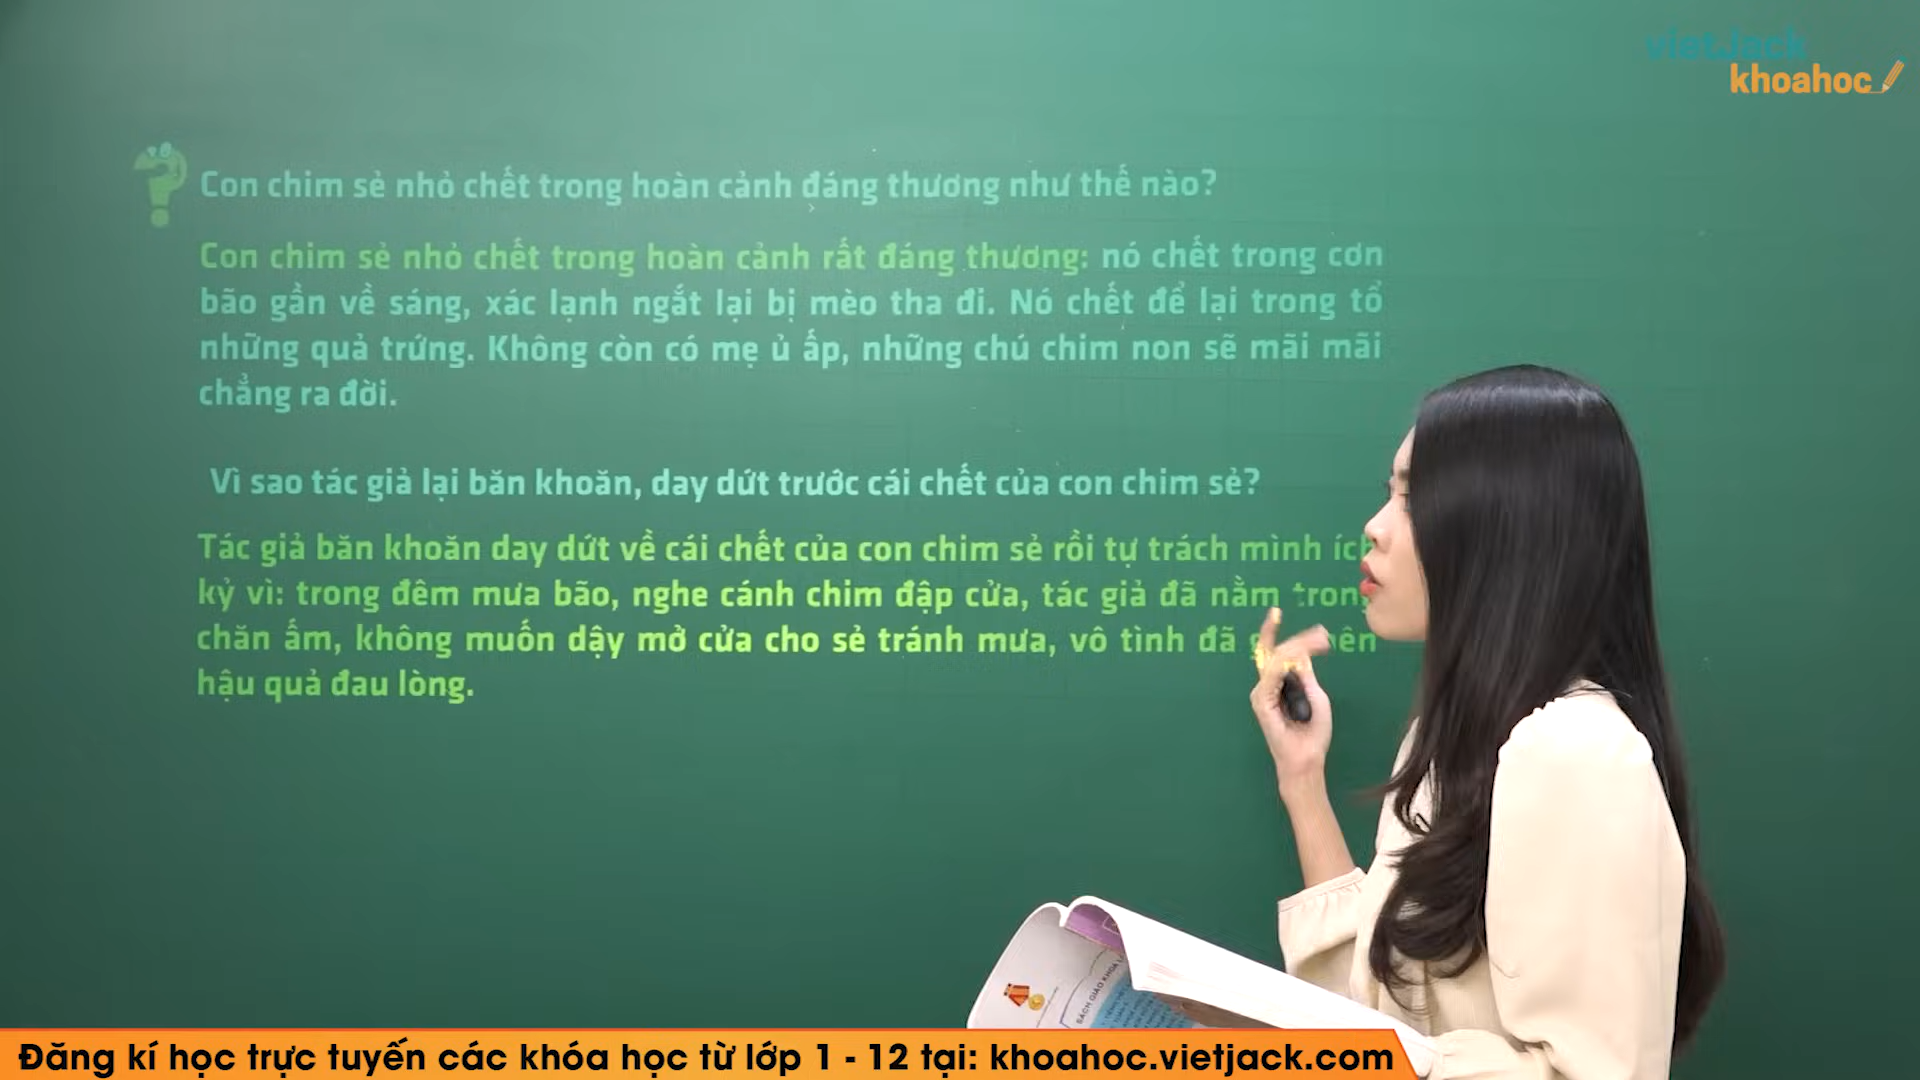 vietJack
khoahoc
Con chim sẻ nhỏ chết trong hoàn cảnh đáng thương như thế nào?
Con chim sẻ nhỏ chết trong hoàn cảnh rất đáng thương: nó chết trong cơn
bão gần về sáng, xác lạnh ngắt lại bị mèo tha đi. Nó chết để lại trong tổ
những quả trứng. Không còn có mẹ ủ ấp, những chú chim non sẽ mãi mãi
chẳng ra đời.
Vì sao tác giả lại băn khoăn, day dứt trước cái chết của con chim sẻ?
Tác giả băn khoăn day dứt về cái chết của con chim sẻ rồi tự trách mình ích
kỷ vì: trong đêm mưa bão, nghe cánh chim đập cửa, tác giả đã nằm trong
chăn ấm, không muốn dậy mở cửa cho sẻ tránh mưa, vô tình đã
hậu quả đau lòng.
SÁCH GIÁO KHOA
Đăng kí học trực tuyến các khóa học từ lớp 1 - 12 tại: khoahoc.vietjack.com